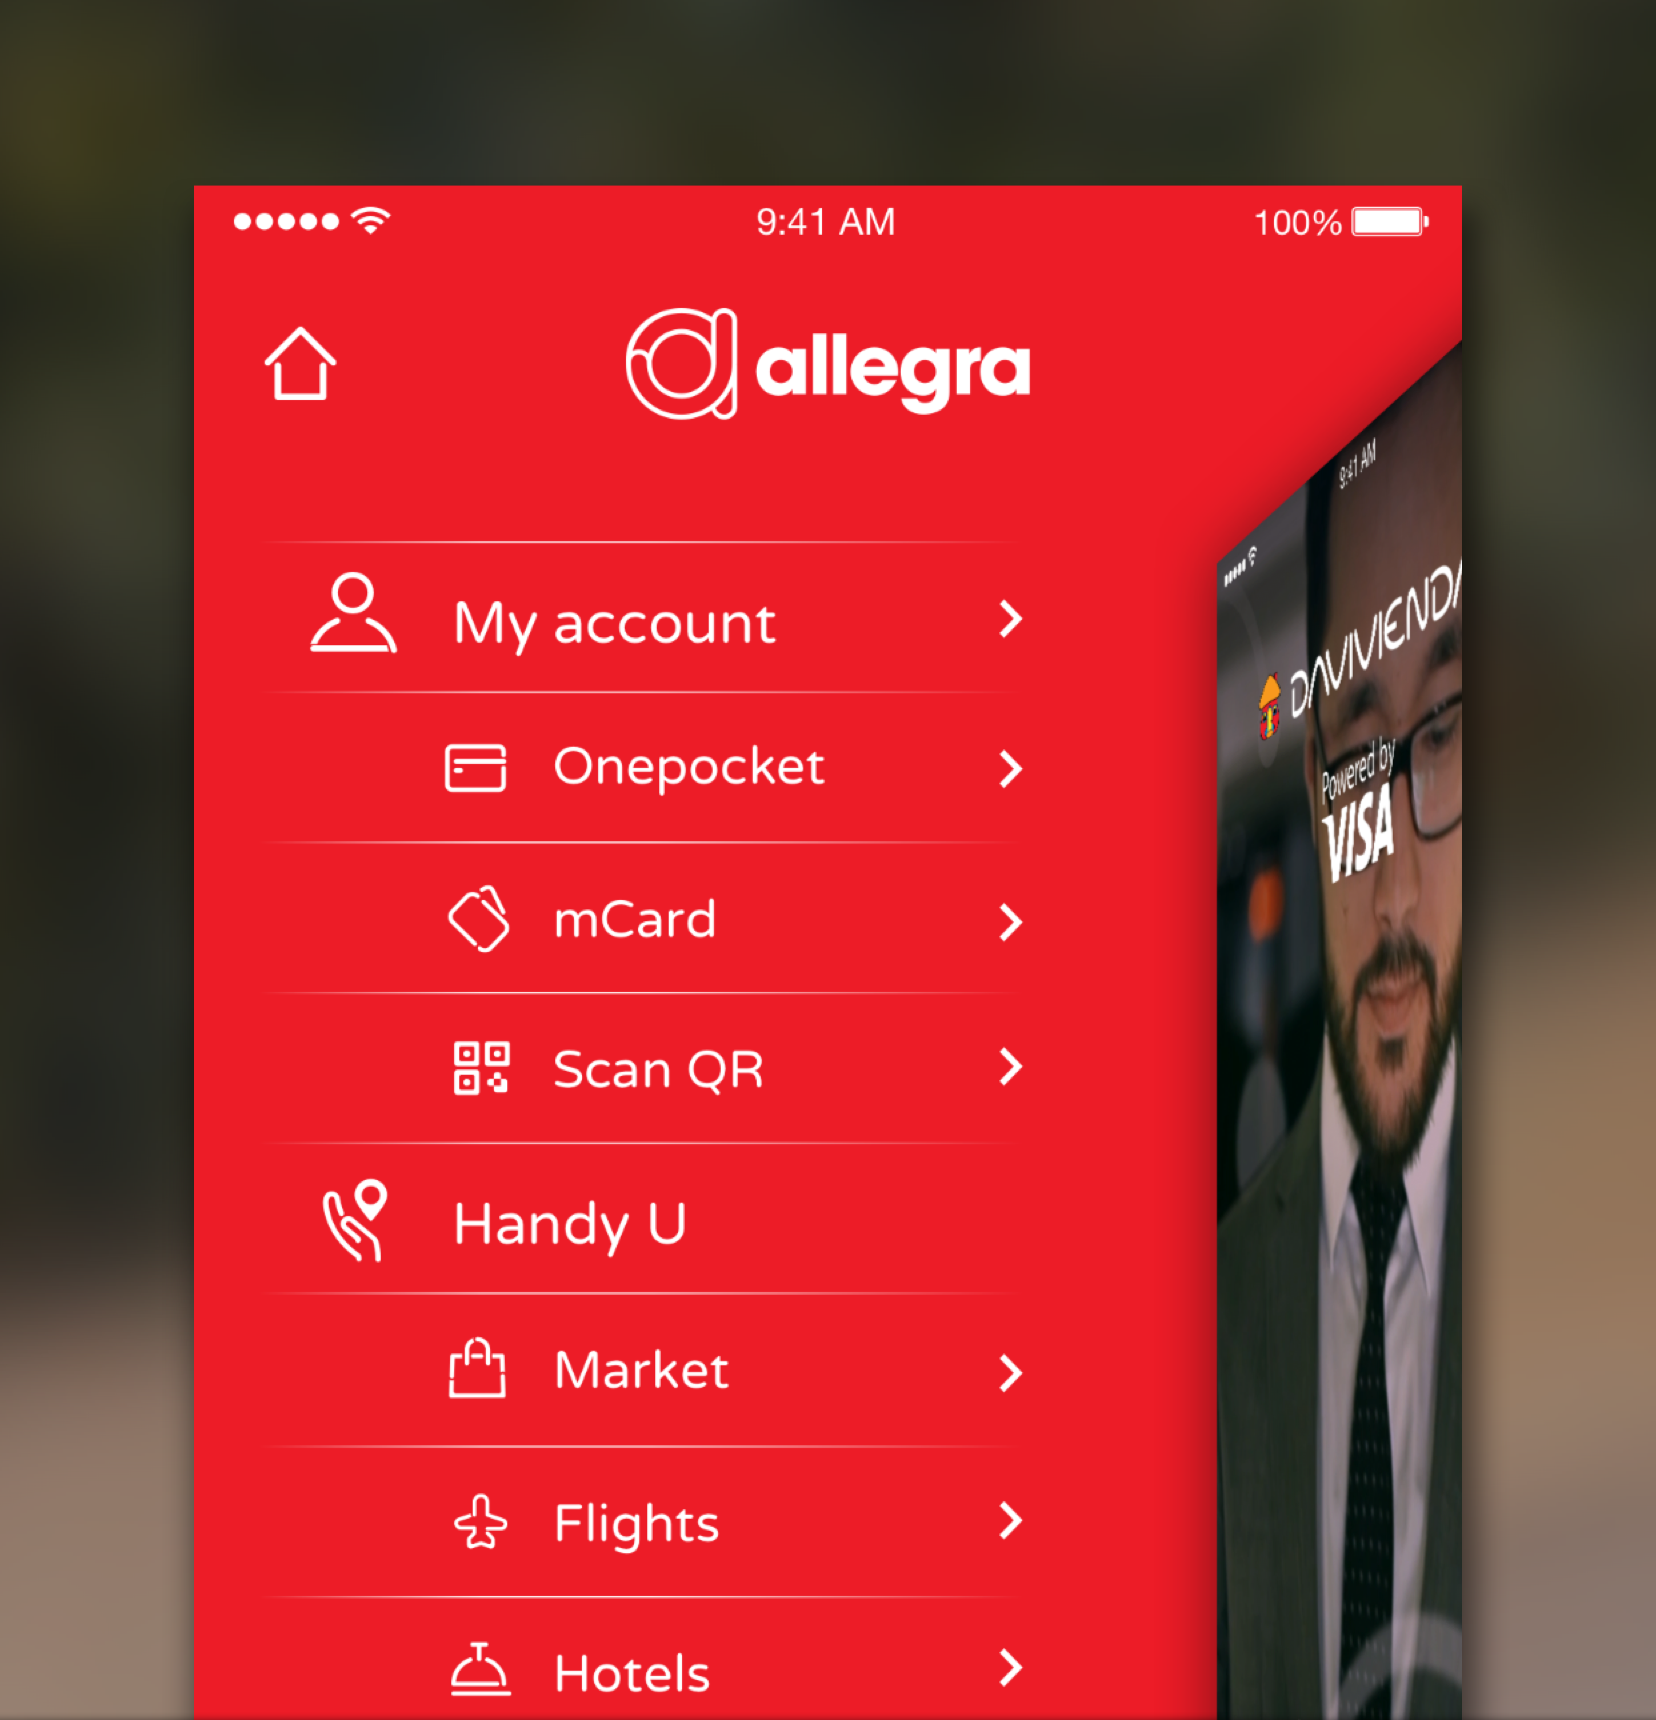 9:41 AM
100%
allegra
My account
Onepocket
mCard
Scan QR
Handy U
Market
Flights
Hotels
9:41 AM
DAVIVIENDA
Powered by
VISA